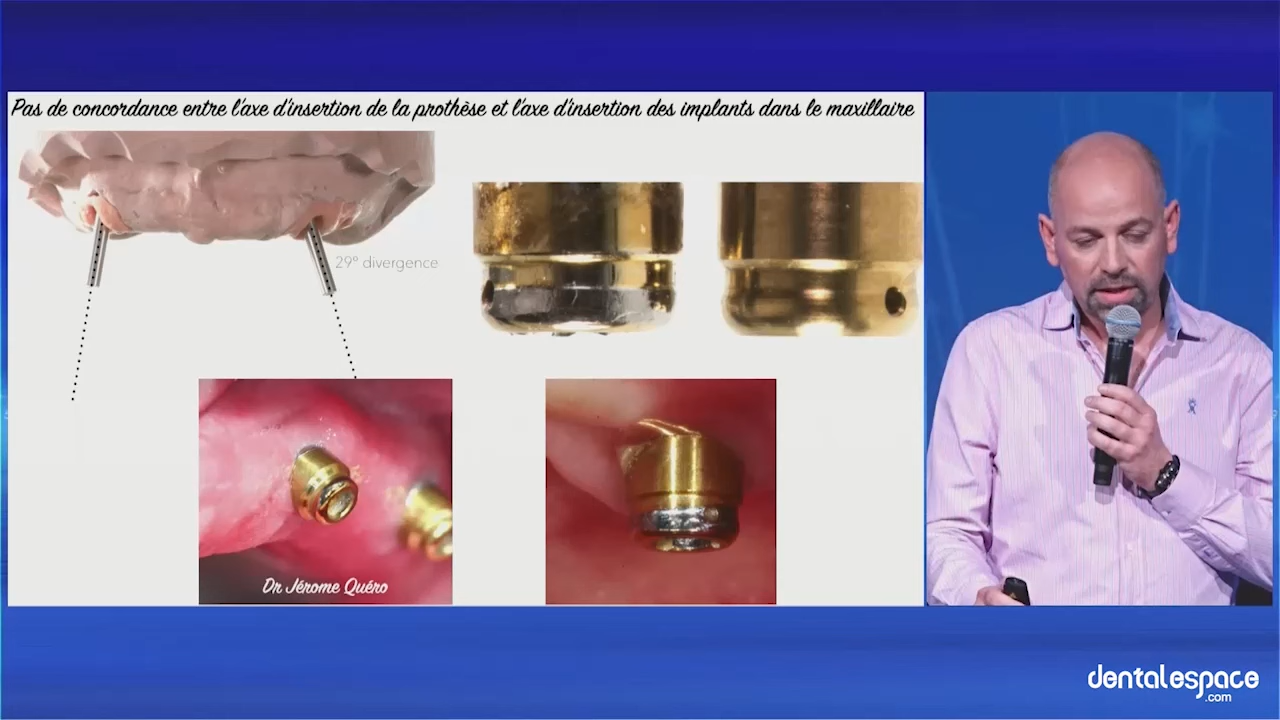 Pas de concordance entre l'axe d'insertion de la prothèse et l'axe d'insertion des implants dans le maxillaire
29° divergence
Dr Jérome Quéro
dentalespace
.com